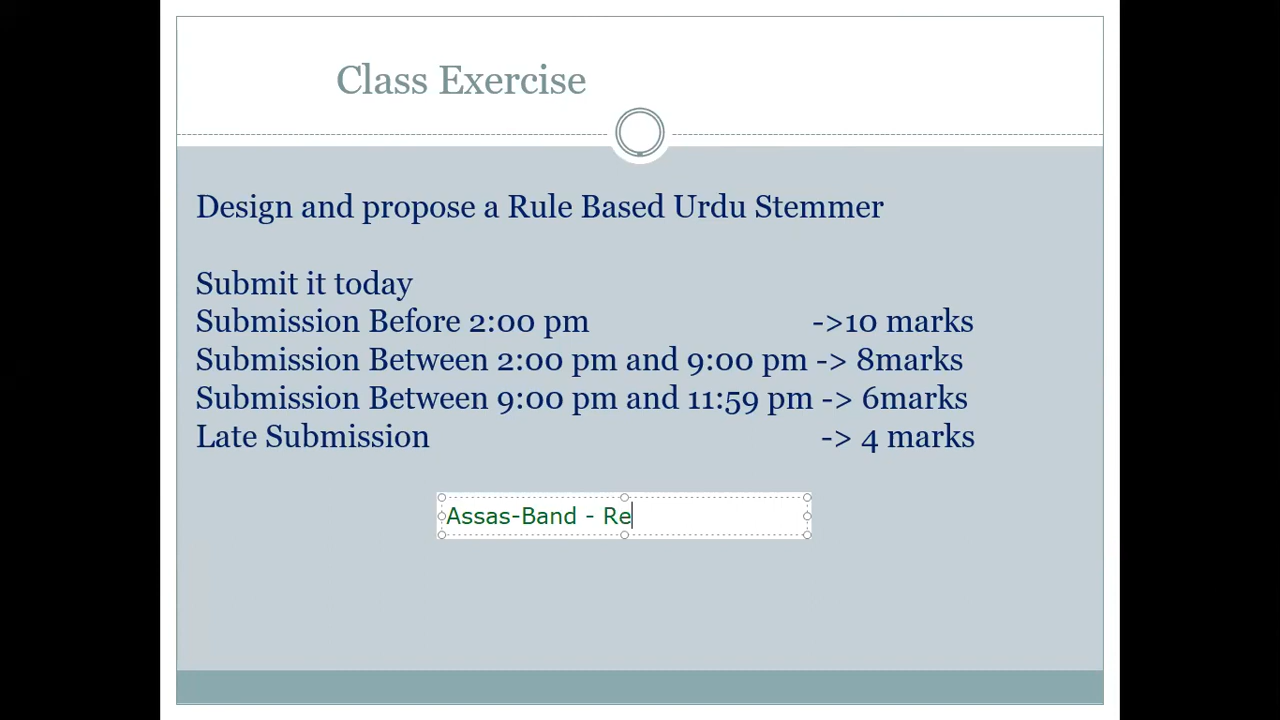 Class Exercise
Design and propose a Rule Based Urdu Stemmer
Submit it today
Submission Before 2:00 pm ->10 marks
Submission Between 2:00 pm and 9:00 pm -> 8marks
Submission Between 9:00 pm and 11:59 pm -> 6marks
Late Submission -> 4 marks
Assas-Band - Re